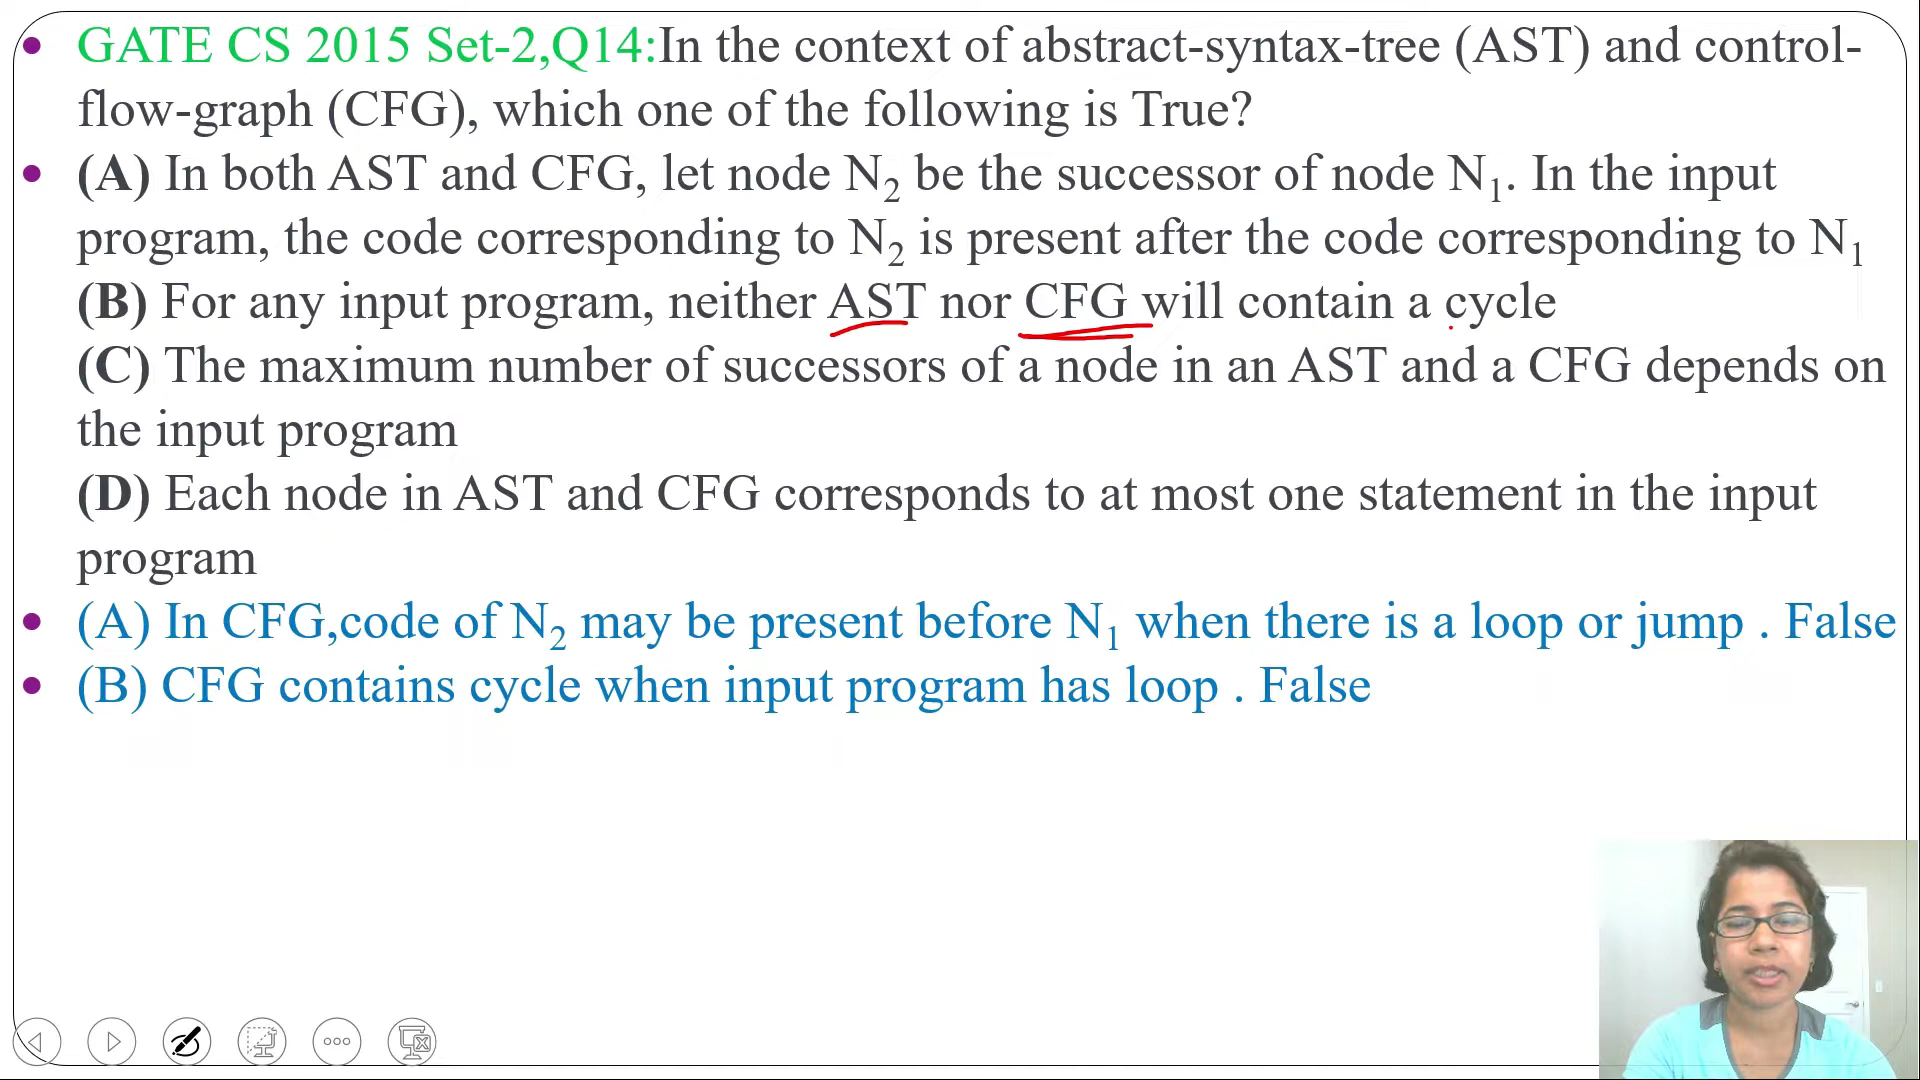 • GATE CS 2015 Set-2,Q14:In the context of abstract-syntax-tree (AST) and control-
flow-graph (CFG), which one of the following is True?
• (A) In both AST and CFG, let node N₂ be the successor of node N₁. In the input
program, the code corresponding to N₂ is present after the code corresponding to N₁
(B) For any input program, neither AST nor CFG will contain a cycle
(C) The maximum number of successors of a node in an AST and a CFG depends on
the input program
(D) Each node in AST and CFG corresponds to at most one statement in the input
program
• (A) In CFG,code of N₂ may be present before N₁ when there is a loop or jump . False
• (B) CFG contains cycle when input program has loop . False